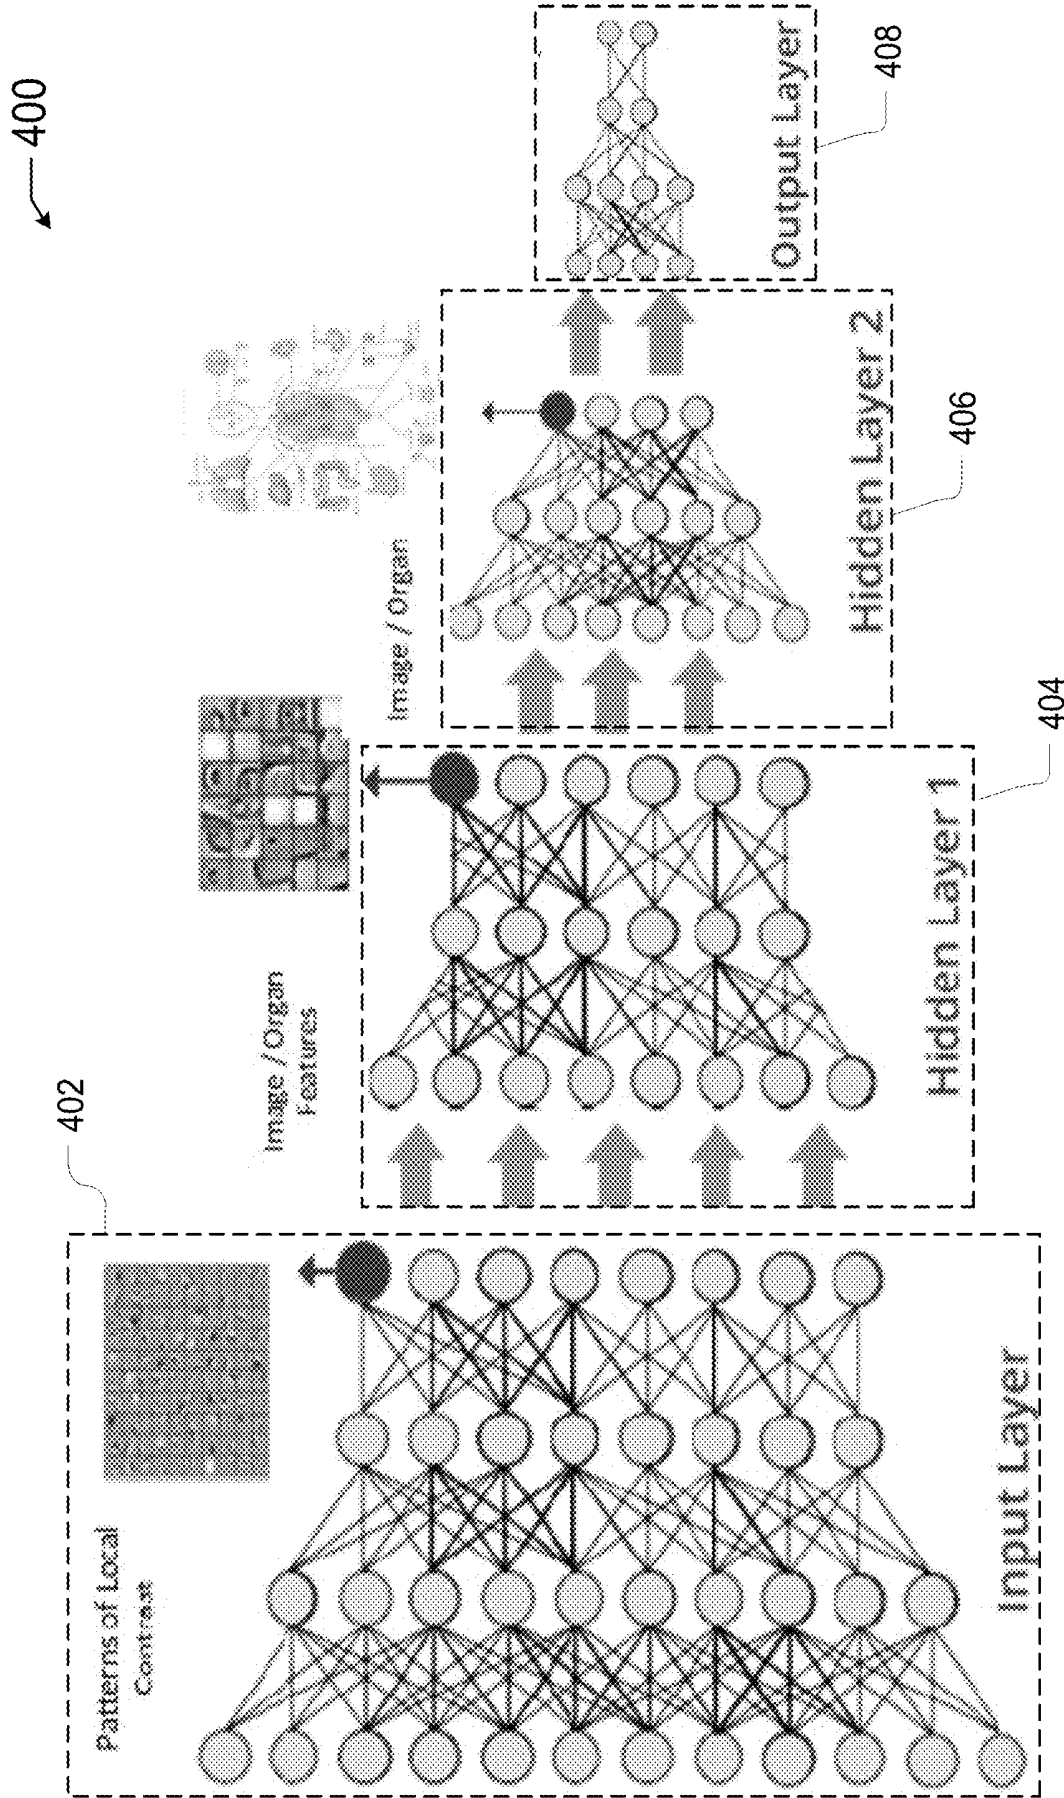 400
402
Patterns of Local
Contrast
Input Layer
Image / Organ
Features
Hidden Layer 1
404
Image / Organ
Hidden Layer 2
406
Output Layer
408